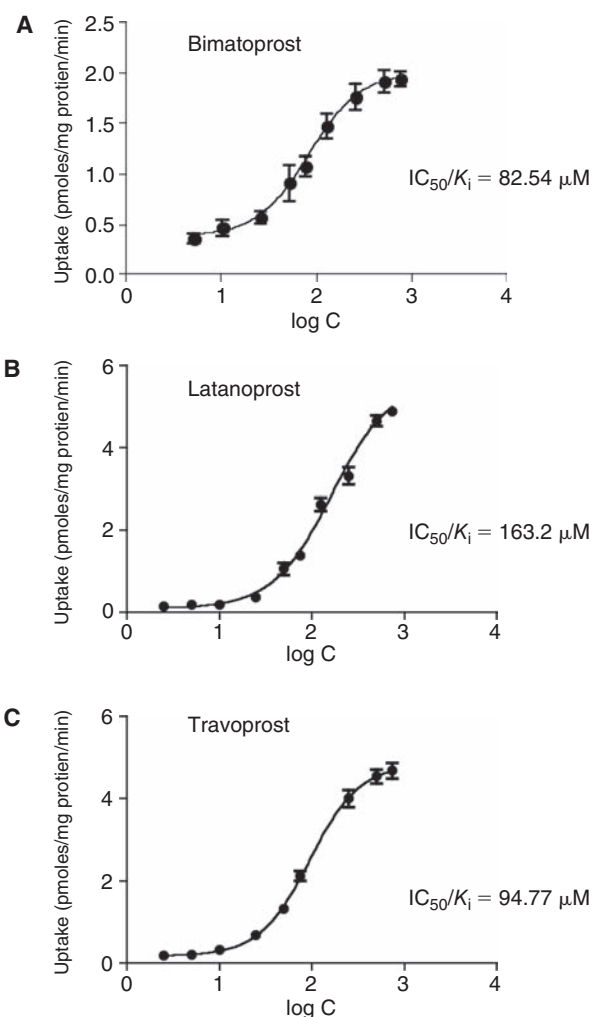 A
Bimatoprost
Uptake (pmoles/mg protien/min)
2.5
2.0
1.5
1.0
0.5
0.0
0 1 2 3 4
log C
IC50/Ki = 82.54 μM
B
Latanoprost
Uptake (pmoles/mg protien/min)
6
4
2
0
0 1 2 3 4
log C
IC50/Ki = 163.2 μM
C
Travoprost
Uptake (pmoles/mg protien/min)
6
4
2
0
0 1 2 3 4
log C
IC50/Ki = 94.77 μM